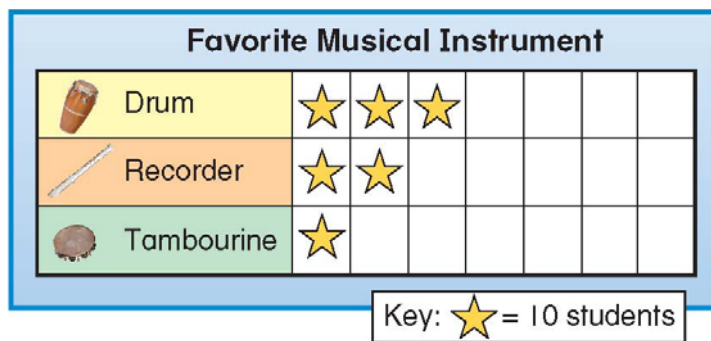 Favorite Musical Instrument
Drum
Recorder
Tambourine
Key: = 10 students